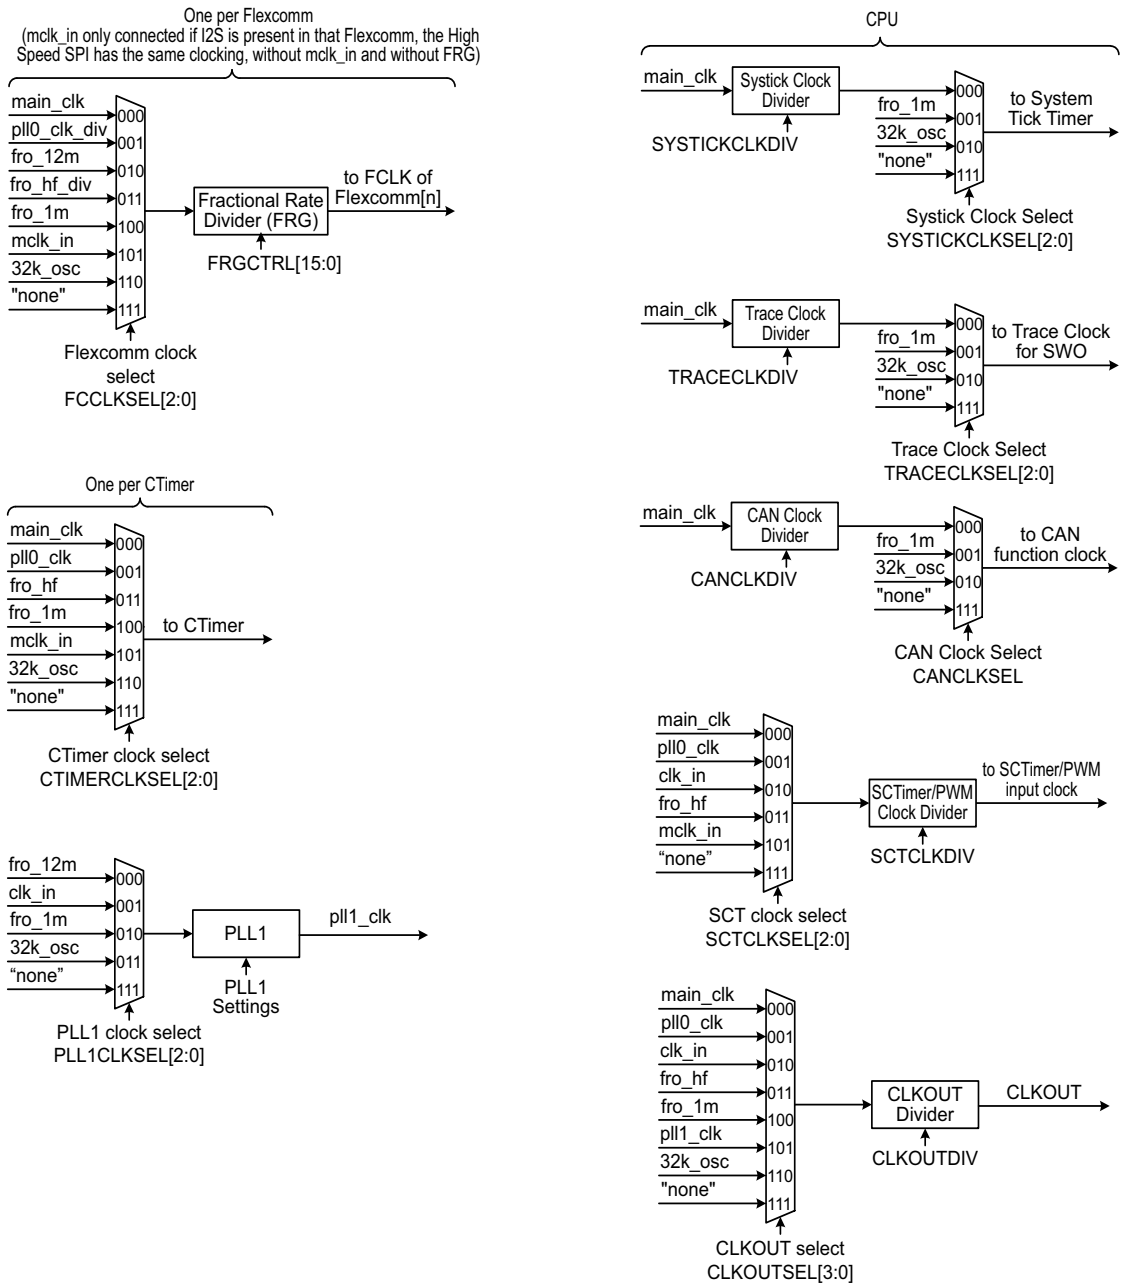 One per Flexcomm
(mclk_in only connected if I2S is present in that Flexcomm, the High
Speed SPI has the same clocking, without mclk_in and without FRG)
main_clk
000
pll0_clk_div
001
fro_12m
010
fro_hf_div
011
fro_1m
100
mclk_in
101
32k_osc
110
"none"
111
Fractional Rate
Divider (FRG)
to FCLK of
Flexcomm[n]
FRGCTRL[15:0]
Flexcomm clock
select
FCCLKSEL[2:0]
One per CTimer
main_clk
000
pll0_clk
001
fro_hf
011
fro_1m
100
mclk_in
101
32k_osc
110
"none"
111
to CTimer
CTimer clock select
CTIMERCLKSEL[2:0]
fro_12m
000
clk_in
001
fro_1m
010
32k_osc
011
“none”
111
PLL1
pll1_clk
PLL1
Settings
PLL1 clock select
PLL1CLKSEL[2:0]
CPU
main_clk
Systick Clock
Divider
SYSTICKCLKDIV
000
fro_1m
001
32k_osc
010
"none"
111
to System
Tick Timer
Systick Clock Select
SYSTICKCLKSEL[2:0]
main_clk
Trace Clock
Divider
TRACECLKDIV
000
fro_1m
001
32k_osc
010
"none"
111
to Trace Clock
for SWO
Trace Clock Select
TRACECLKSEL[2:0]
main_clk
CAN Clock
Divider
CANCLKDIV
000
fro_1m
001
32k_osc
010
"none"
111
to CAN
function clock
CAN Clock Select
CANCLKSEL
main_clk
000
pll0_clk
001
clk_in
010
fro_hf
011
mclk_in
101
“none”
111
SCTimer/PWM
Clock Divider
to SCTimer/PWM
input clock
SCTCLKDIV
SCT clock select
SCTCLKSEL[2:0]
main_clk
000
pll0_clk
001
clk_in
010
fro_hf
011
fro_1m
100
pll1_clk
101
32k_osc
110
"none"
111
CLKOUT
Divider
CLKOUT
CLKOUTDIV
CLKOUT select
CLKOUTSEL[3:0]